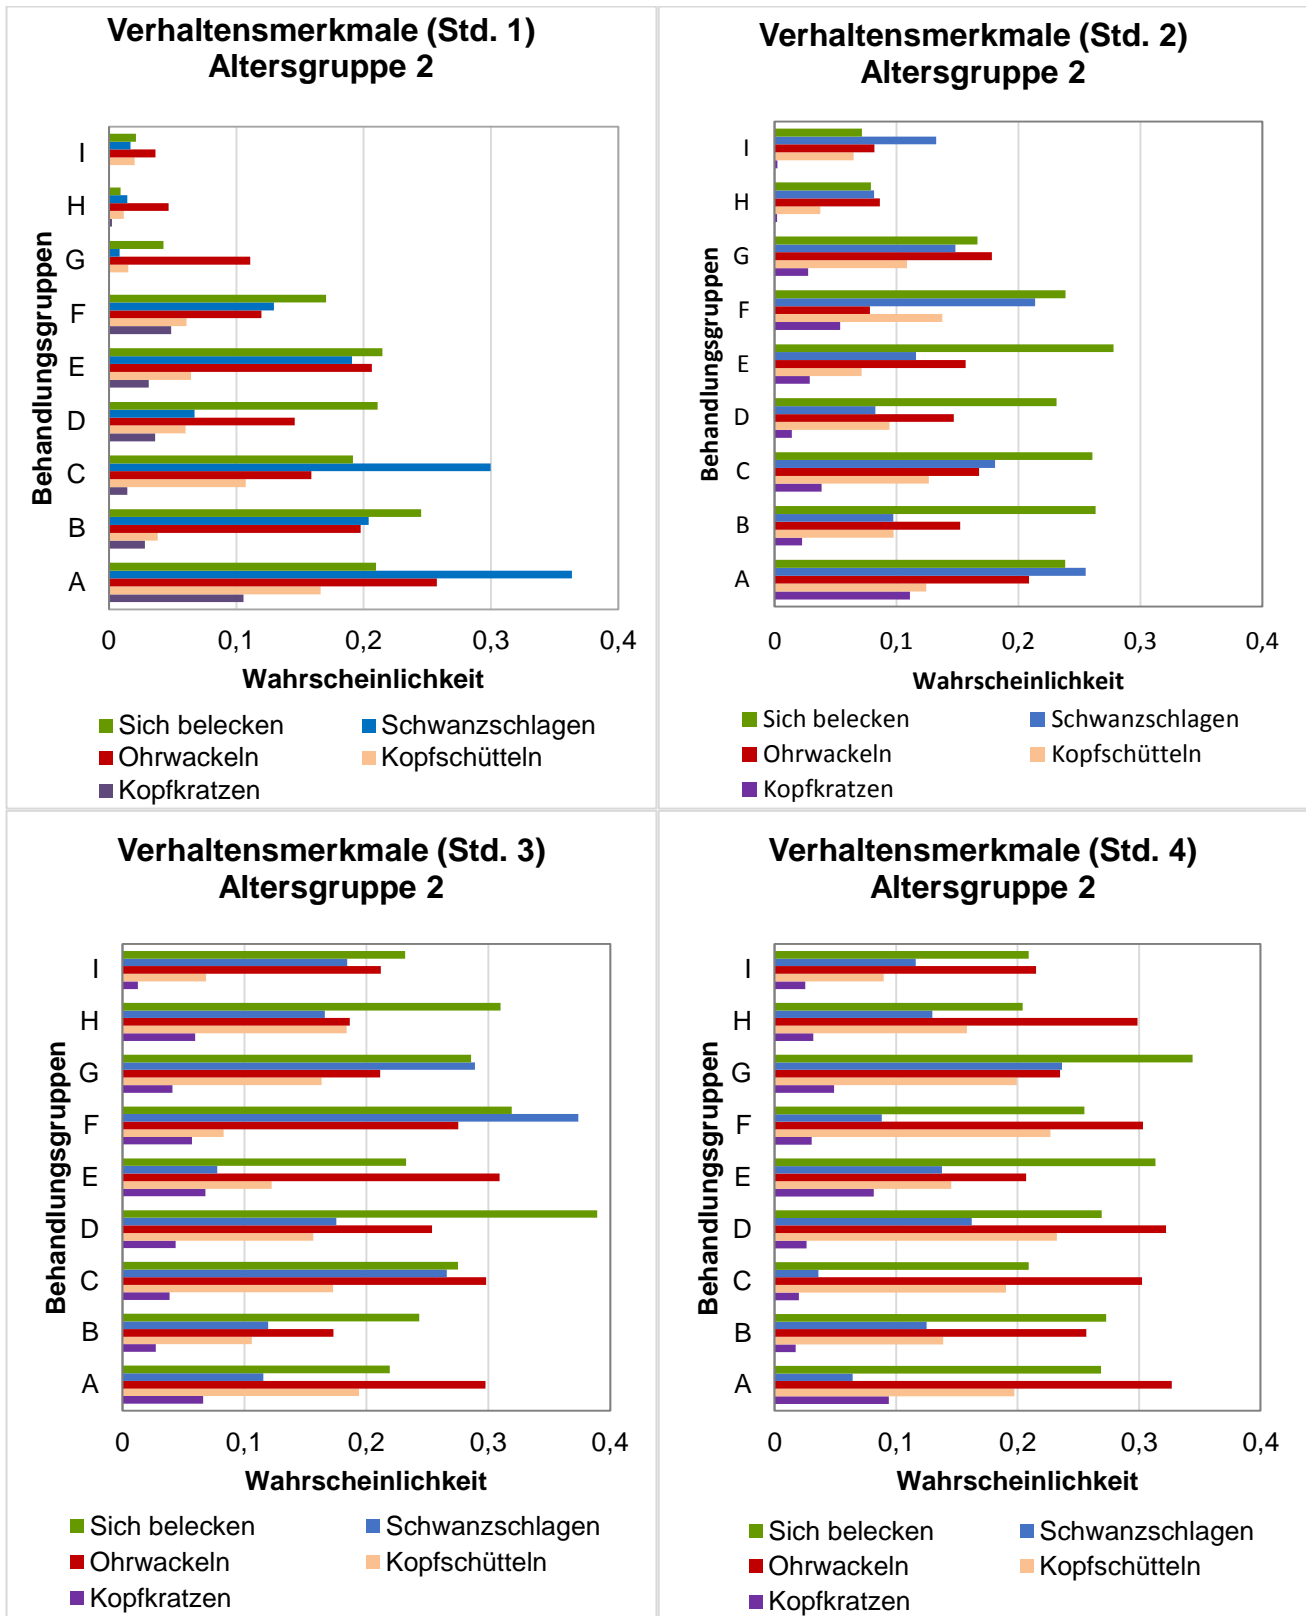 Verhaltensmerkmale (Std. 1)
Altersgruppe 2
Behandlungsgruppen
I
H
G
F
E
D
C
B
A
0 0,1 0,2 0,3 0,4
Wahrscheinlichkeit
Sich belecken Schwanzschlagen
Ohrwackeln Kopfschütteln
Kopfkratzen
Verhaltensmerkmale (Std. 2)
Altersgruppe 2
Behandlungsgruppen
I
H
G
F
E
D
C
B
A
0 0,1 0,2 0,3 0,4
Wahrscheinlichkeit
Sich belecken Schwanzschlagen
Ohrwackeln Kopfschütteln
Kopfkratzen
Verhaltensmerkmale (Std. 3)
Altersgruppe 2
Behandlungsgruppen
I
H
G
F
E
D
C
B
A
0 0,1 0,2 0,3 0,4
Wahrscheinlichkeit
Sich belecken Schwanzschlagen
Ohrwackeln Kopfschütteln
Kopfkratzen
Verhaltensmerkmale (Std. 4)
Altersgruppe 2
Behandlungsgruppen
I
H
G
F
E
D
C
B
A
0 0,1 0,2 0,3 0,4
Wahrscheinlichkeit
Sich belecken Schwanzschlagen
Ohrwackeln Kopfschütteln
Kopfkratzen